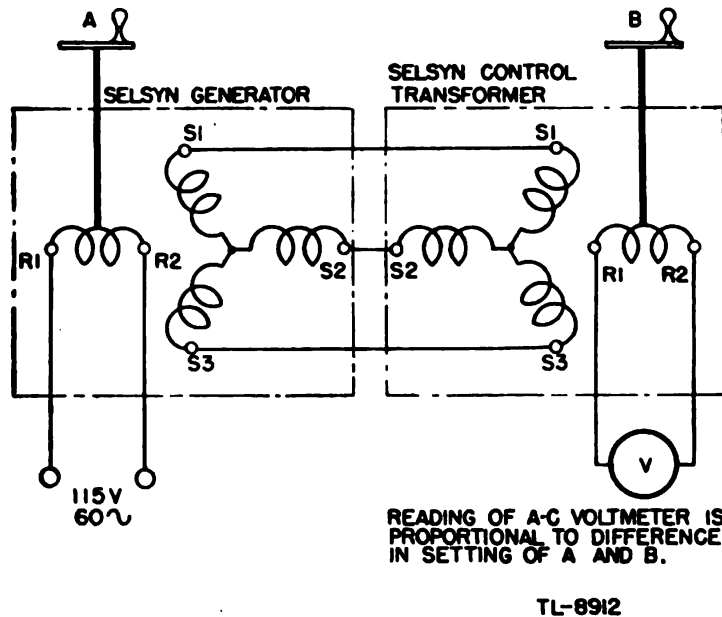 A
B
SELSYN GENERATOR
SELSYN CONTROL
TRANSFORMER
S1
S1
R1
R2
S2
S2
R1
R2
S3
S3
115V
60∿
V
READING OF A-C VOLTMETER IS
PROPORTIONAL TO DIFFERENCE
IN SETTING OF A AND B.
TL-8912